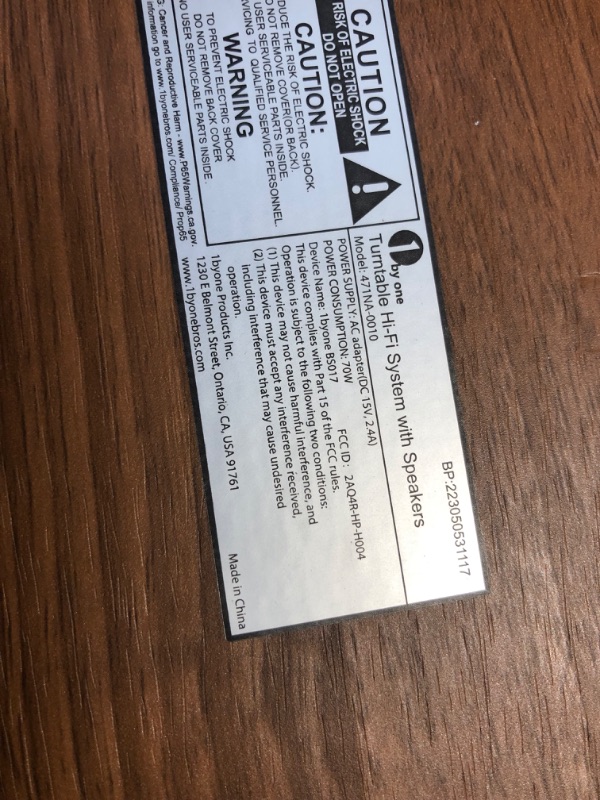 CAUTION
RISK OF ELECTRIC SHOCK
DO NOT OPEN
CAUTION:
DUCE THE RISK OF ELECTRIC SHOCK.
NOT REMOVE COVER(OR BACK)
USER SERVICEABLE PARTS INSIDE.
VICING TO QUALIFIED SERVICE PERSONNEL.
WARNING
TO PREVENT ELECTRIC SHOCK
DO NOT REMOVE BACK COVER
NO USER SERVICEABLE PARTS INSIDE.
G: Cancer and Reproductive Harm - www.P65Warnings.ca.gov.
information go to www.1byonebros.com/ Compliance/ Prop65
BP:223050531117
1 by one
Turntable Hi-Fi System with Speakers
Model: 471NA-0010
POWER SUPPLY: AC adapter(DC 15V, 2.4A)
POWER CONSUMPTION: 70W
Device Name: 1byone BS017 FCC ID: 2AQ4R-HP-H004
This device complies with Part 15 of the FCC rules.
Operation is subject to the following two conditions:
(1) This device may not cause harmful interference, and
(2) This device must accept any interference received,
including interference that may cause undesired
operation.
1byone Products Inc.
1230 E Belmont Street, Ontario, CA, USA 91761
www.1byonebros.com
Made in China